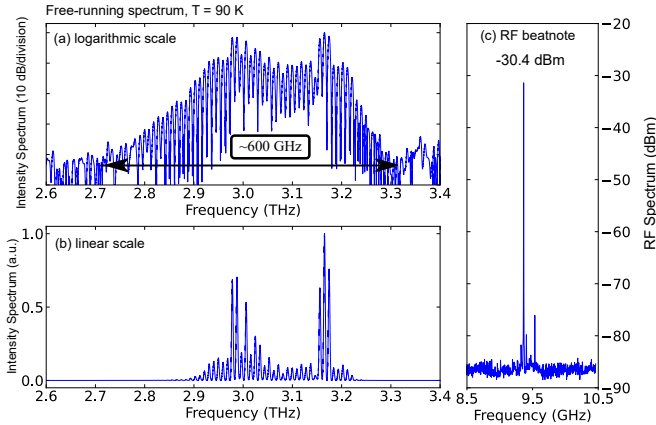 Free-running spectrum, T = 90 K
(a) logarithmic scale
Intensity Spectrum (10 dB/division)
~600 GHz
2.6 2.7 2.8 2.9 3.0 3.1 3.2 3.3 3.4
Frequency (THz)
(b) linear scale
Intensity Spectrum (a.u.)
1.0
0.5
0.0
2.6 2.7 2.8 2.9 3.0 3.1 3.2 3.3 3.4
Frequency (THz)
(c) RF beatnote
-30.4 dBm
−20
−30
−40
−50
−60
−70
−80
−90
RF Spectrum (dBm)
8.5 9.5 10.5
Frequency (GHz)